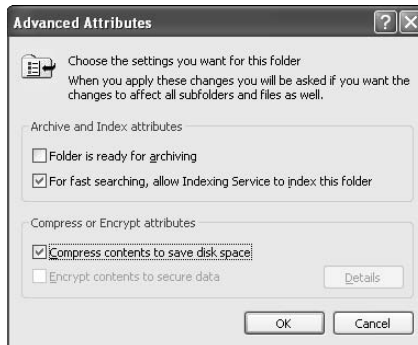 Advanced Attributes
Choose the settings you want for this folder
When you apply these changes you will be asked if you want the
changes to affect all subfolders and files as well.
Archive and Index attributes
Folder is ready for archiving
For fast searching, allow Indexing Service to index this folder
Compress or Encrypt attributes
Compress contents to save disk space
Encrypt contents to secure data
Details
OK Cancel